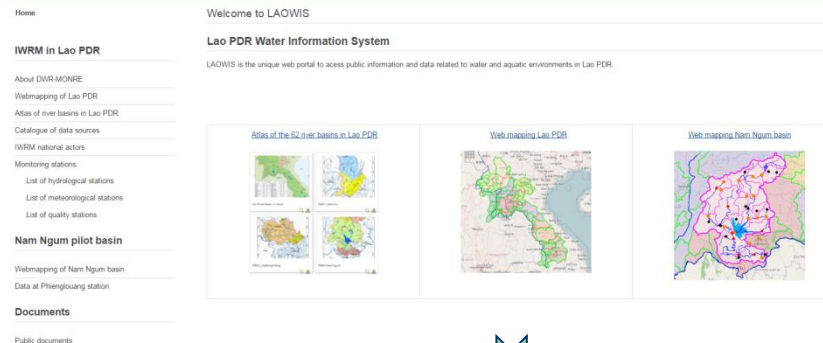 Home
IWRM in Lao PDR
About DWR-MONRE
Webmapping of Lao PDR
Atlas of river basins in Lao PDR
Catalogue of data sources
IWRM national actors
Monitoring stations
List of hydrological stations
List of meteorological stations
List of quality stations
Nam Ngum pilot basin
Webmapping of Nam Ngum basin
Data at Phienglouang station
Documents
Public documents
Welcome to LAOWIS
Lao PDR Water Information System
LAOWIS is the unique web portal to acess public information and data related to water and aquatic environments in Lao PDR.
Atlas of the 62 river basins in Lao PDR
Web mapping Lao PDR
Web mapping Nam Ngum basin